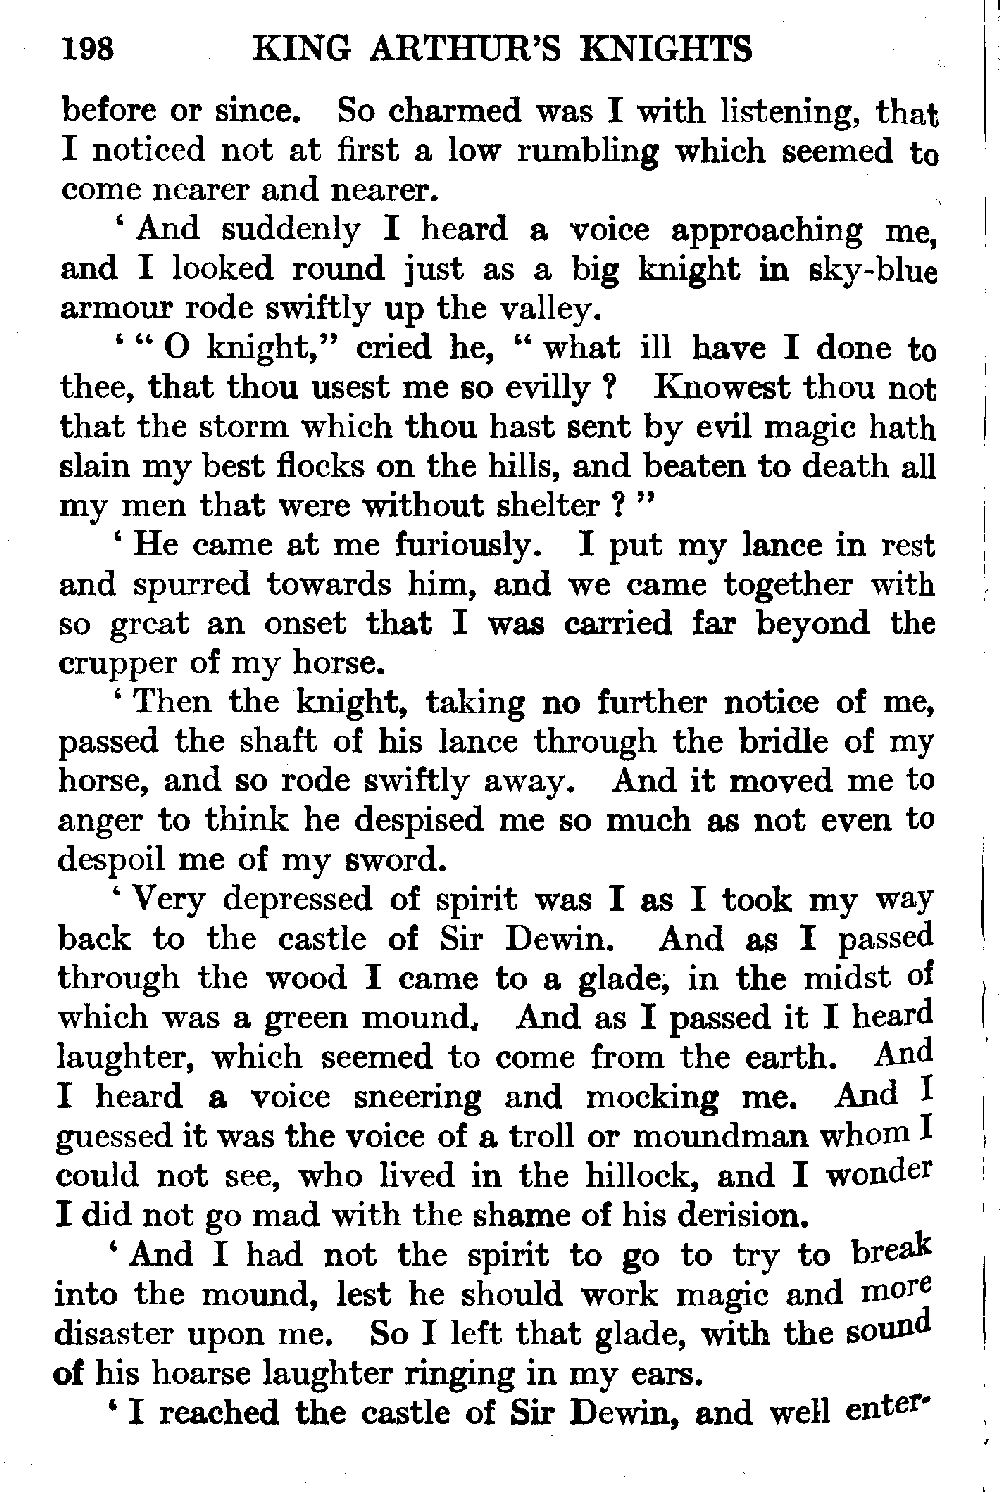 198 KING ARTHUR'S KNIGHTS
before or since. So charmed was I with listening, that
I noticed not at first a low rumbling which seemed to
come nearer and nearer.
‘ And suddenly I heard a voice approaching me,
and I looked round just as a big knight in sky-blue
armour rode swiftly up the valley.
‘ “ O knight,” cried he, “ what ill have I done to
thee, that thou usest me so evilly ? Knowest thou not
that the storm which thou hast sent by evil magic hath
slain my best flocks on the hills, and beaten to death all
my men that were without shelter ? ”
‘ He came at me furiously. I put my lance in rest
and spurred towards him, and we came together with
so great an onset that I was carried far beyond the
crupper of my horse.
‘ Then the knight, taking no further notice of me,
passed the shaft of his lance through the bridle of my
horse, and so rode swiftly away. And it moved me to
anger to think he despised me so much as not even to
despoil me of my sword.
‘ Very depressed of spirit was I as I took my way
back to the castle of Sir Dewin. And as I passed
through the wood I came to a glade, in the midst of
which was a green mound. And as I passed it I heard
laughter, which seemed to come from the earth. And
I heard a voice sneering and mocking me. And I
guessed it was the voice of a troll or moundman whom I
could not see, who lived in the hillock, and I wonder
I did not go mad with the shame of his derision.
‘ And I had not the spirit to go to try to break
into the mound, lest he should work magic and more
disaster upon me. So I left that glade, with the sound
of his hoarse laughter ringing in my ears.
‘ I reached the castle of Sir Dewin, and well enter-